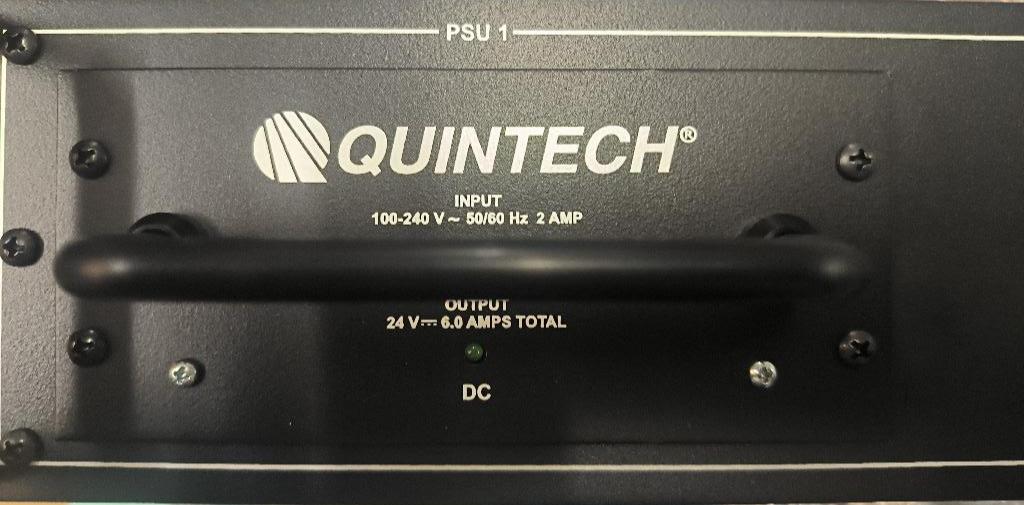 PSU 1
QUINTECH®
INPUT
100-240 V ~ 50/60 Hz 2 AMP
OUTPUT
24 V⎓ 6.0 AMPS TOTAL
DC